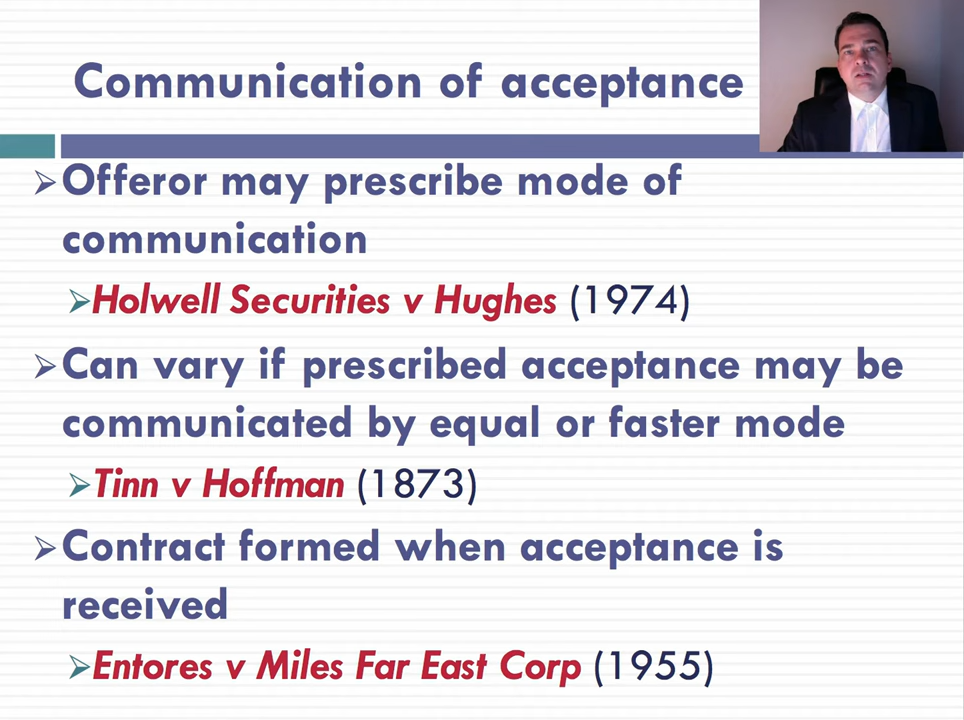 Communication of acceptance
Offeror may prescribe mode of
communication
Holwell Securities v Hughes (1974)
Can vary if prescribed acceptance may be
communicated by equal or faster mode
Tinn v Hoffman (1873)
Contract formed when acceptance is
received
Entores v Miles Far East Corp (1955)